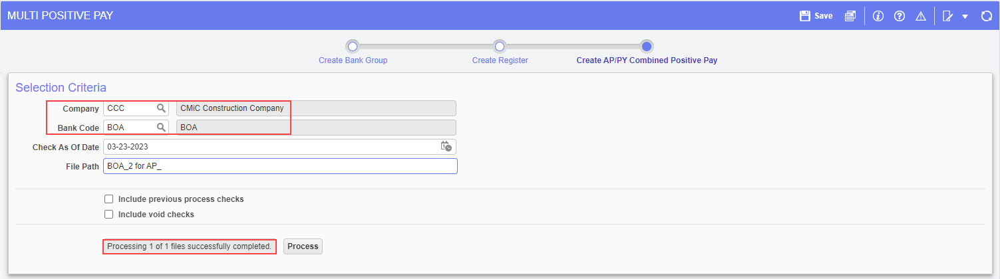 MULTI POSITIVE PAY
Save
Create Bank Group
Create Register
Create AP/PY Combined Positive Pay
Selection Criteria
Company CCC CMiC Construction Company
Bank Code BOA BOA
Check As Of Date 03-23-2023
File Path BOA_2 for AP_
Include previous process checks
Include void checks
Processing 1 of 1 files successfully completed. Process